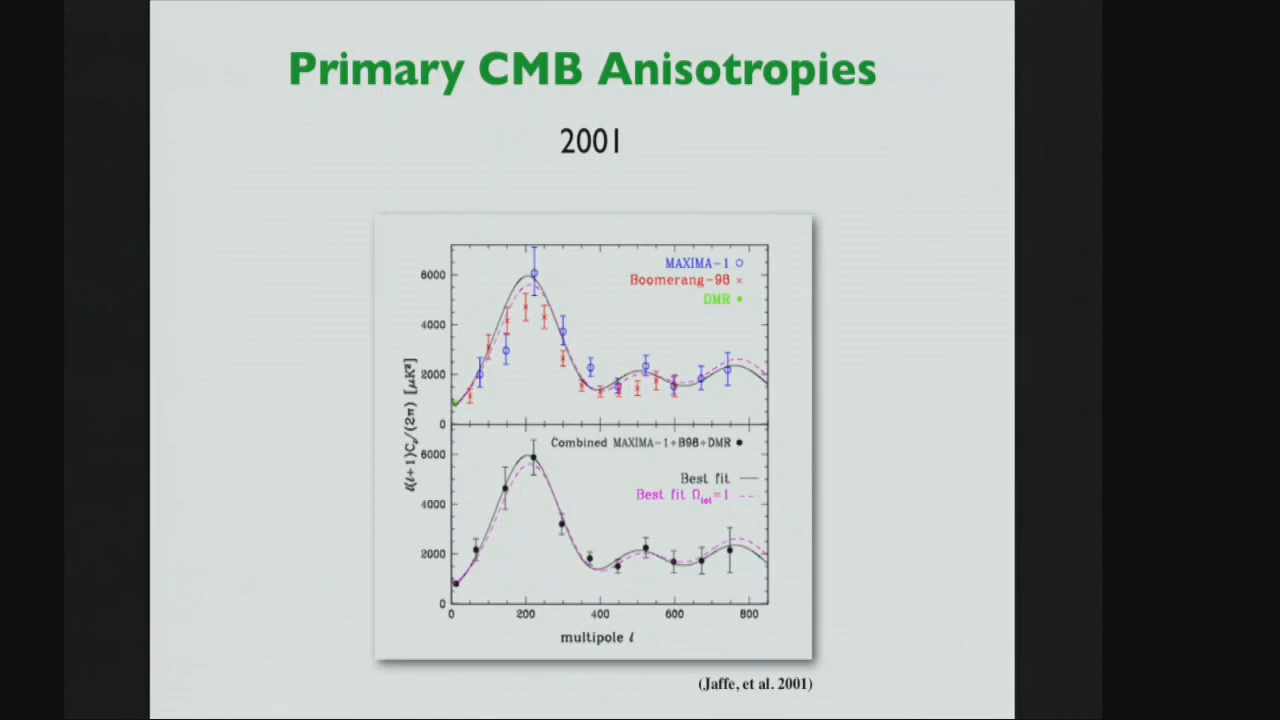 Primary CMB Anisotropies
2001
MAXIMA-1
Boomerang-98
DMR
6000
4000
2000
0
ℓ(ℓ+1)Cℓ/(2π) [μK²]
Combined MAXIMA-1+B98+DMR
Best fit
Best fit Ωtot=1
6000
4000
2000
0
0 200 400 600 800
multipole ℓ
(Jaffe, et al. 2001)